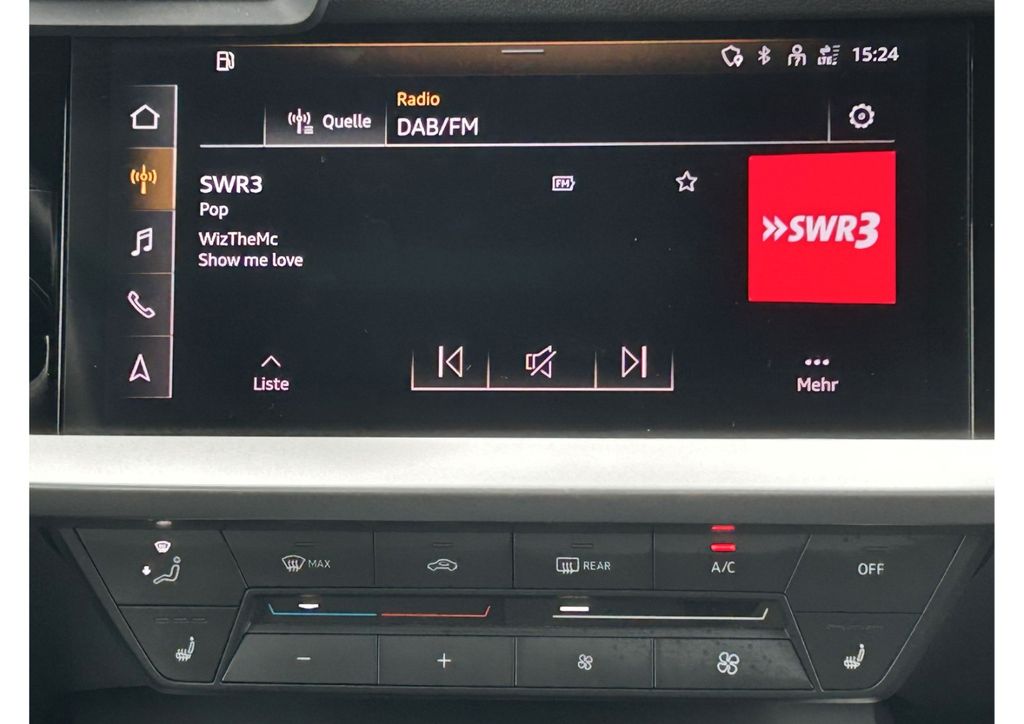 LTE
15:24
Radio
Quelle
DAB/FM
SWR3
FM
Pop
WizTheMc
Show me love
SWR3
Liste
Mehr
MAX
REAR
A/C
OFF
- +